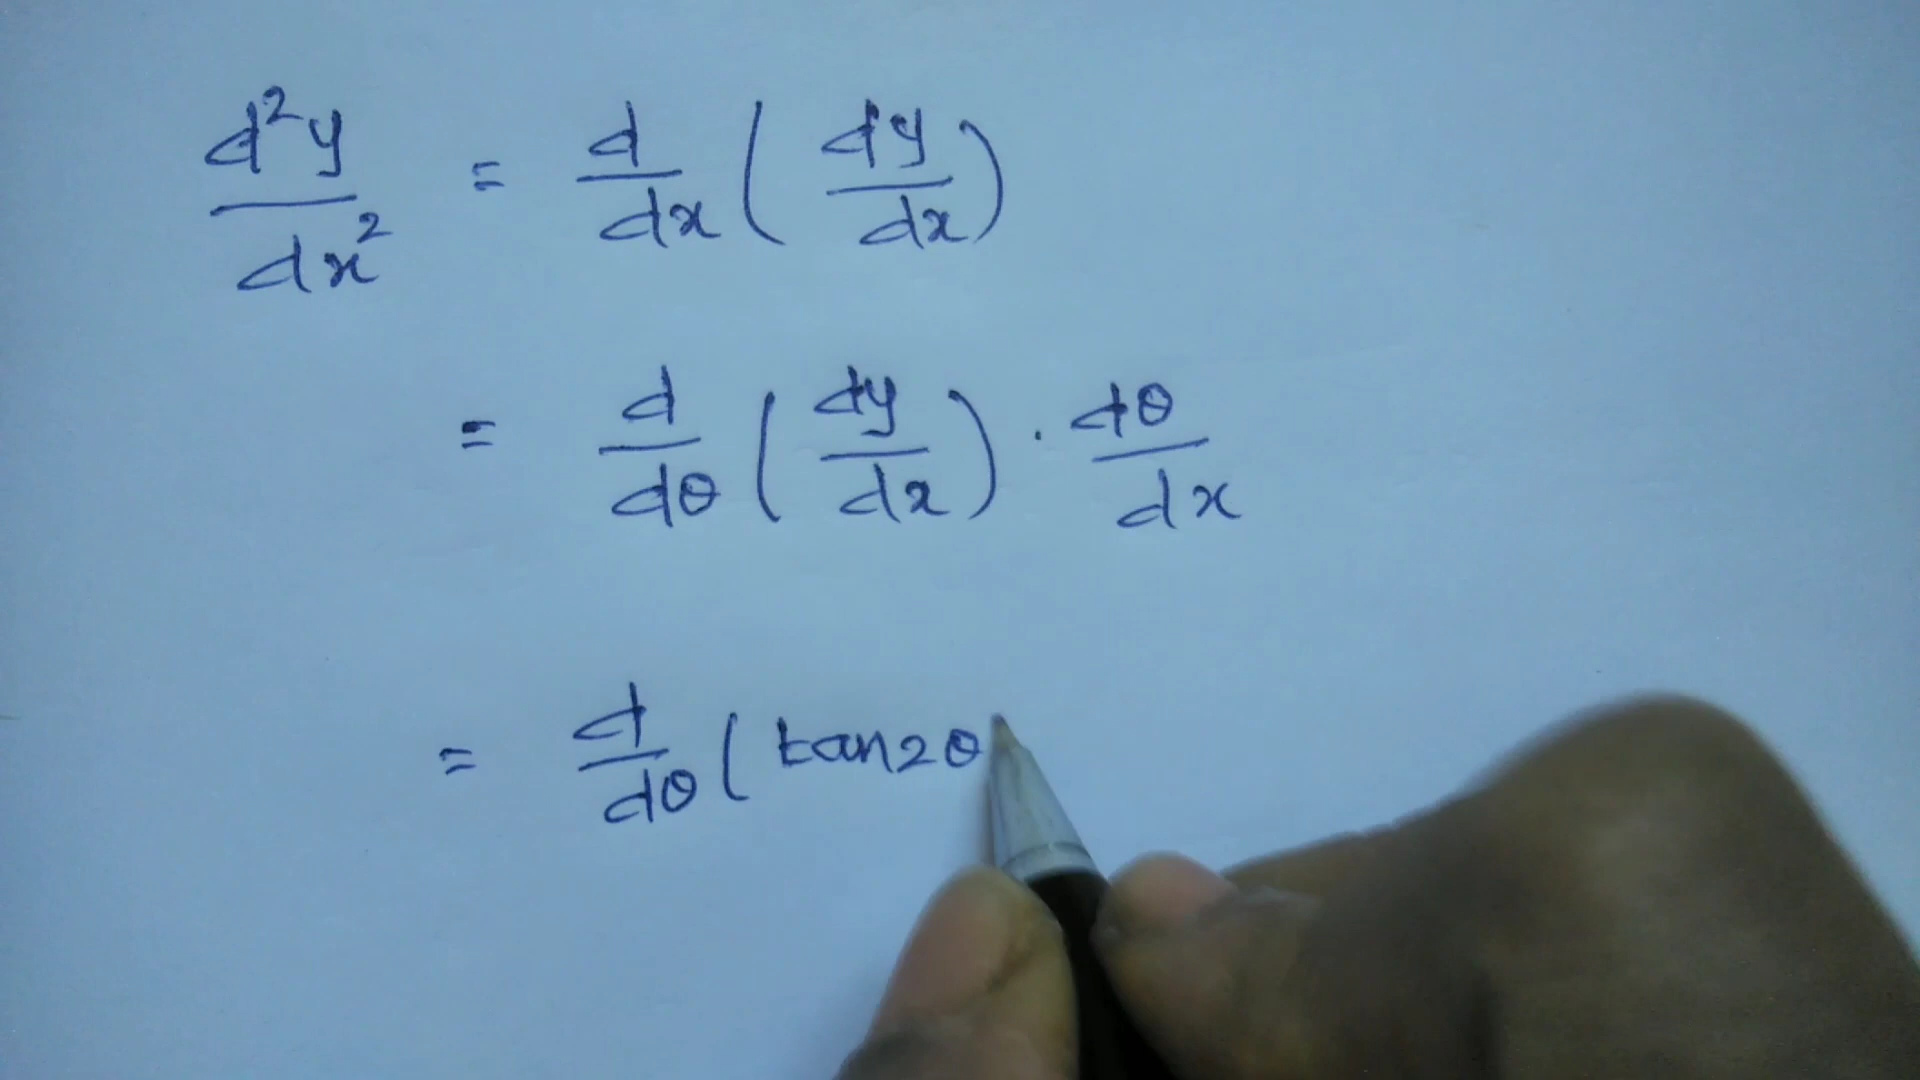 d²y/dx² = d/dx ( dy/dx )
= d/dθ ( dy/dx ) · dθ/dx
= d/dθ ( tan2θ